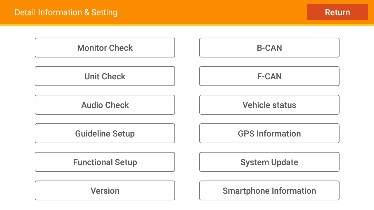 Detail Information & Setting
Return
Monitor Check
B-CAN
Unit Check
F-CAN
Audio Check
Vehicle status
Guideline Setup
GPS Information
Functional Setup
System Update
Version
Smartphone Information